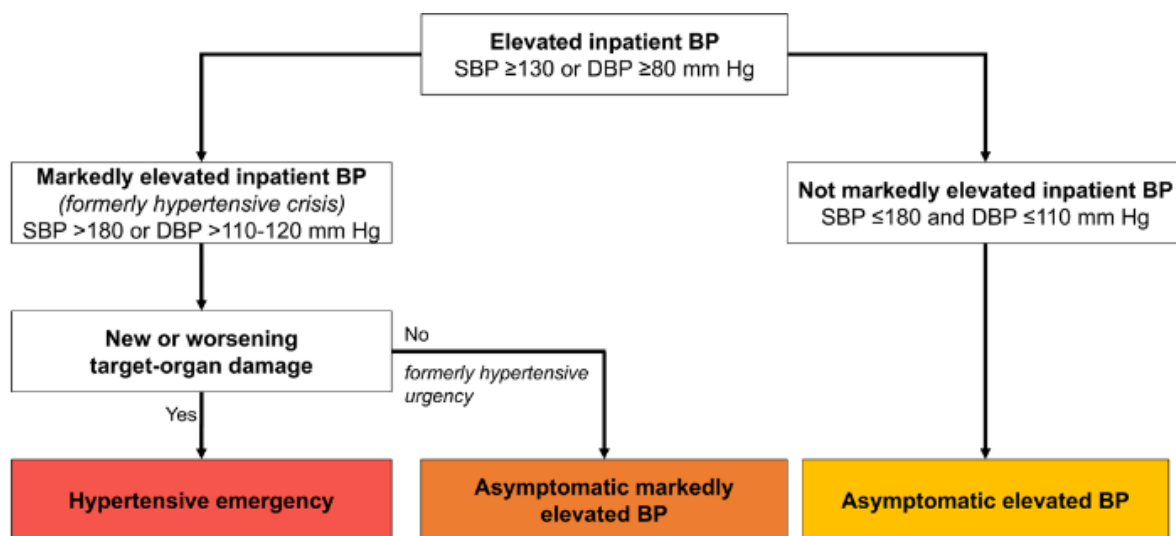 Elevated inpatient BP
SBP ≥130 or DBP ≥80 mm Hg
Markedly elevated inpatient BP
(formerly hypertensive crisis)
SBP >180 or DBP >110-120 mm Hg
Not markedly elevated inpatient BP
SBP ≤180 and DBP ≤110 mm Hg
New or worsening
target-organ damage
No
formerly hypertensive
urgency
Yes
Hypertensive emergency
Asymptomatic markedly
elevated BP
Asymptomatic elevated BP